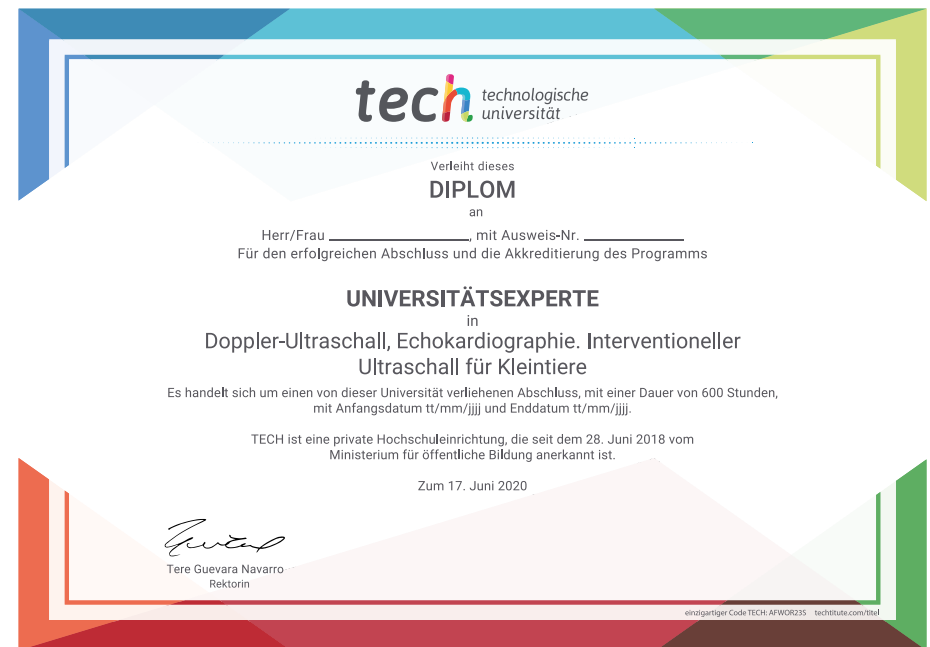 tech technologische
universität
Verleiht dieses
DIPLOM
an
Herr/Frau ____________, mit Ausweis-Nr. ____________
Für den erfolgreichen Abschluss und die Akkreditierung des Programms
UNIVERSITÄTSEXPERTE
in
Doppler-Ultraschall, Echokardiographie. Interventioneller
Ultraschall für Kleintiere
Es handelt sich um einen von dieser Universität verliehenen Abschluss, mit einer Dauer von 600 Stunden,
mit Anfangsdatum tt/mm/jjjj und Enddatum tt/mm/jjjj.
TECH ist eine private Hochschuleinrichtung, die seit dem 28. Juni 2018 vom
Ministerium für öffentliche Bildung anerkannt ist.
Zum 17. Juni 2020
Tere Guevara Navarro
Rektorin
einzigartiger Code TECH: AFWOR23S techtitute.com/titel